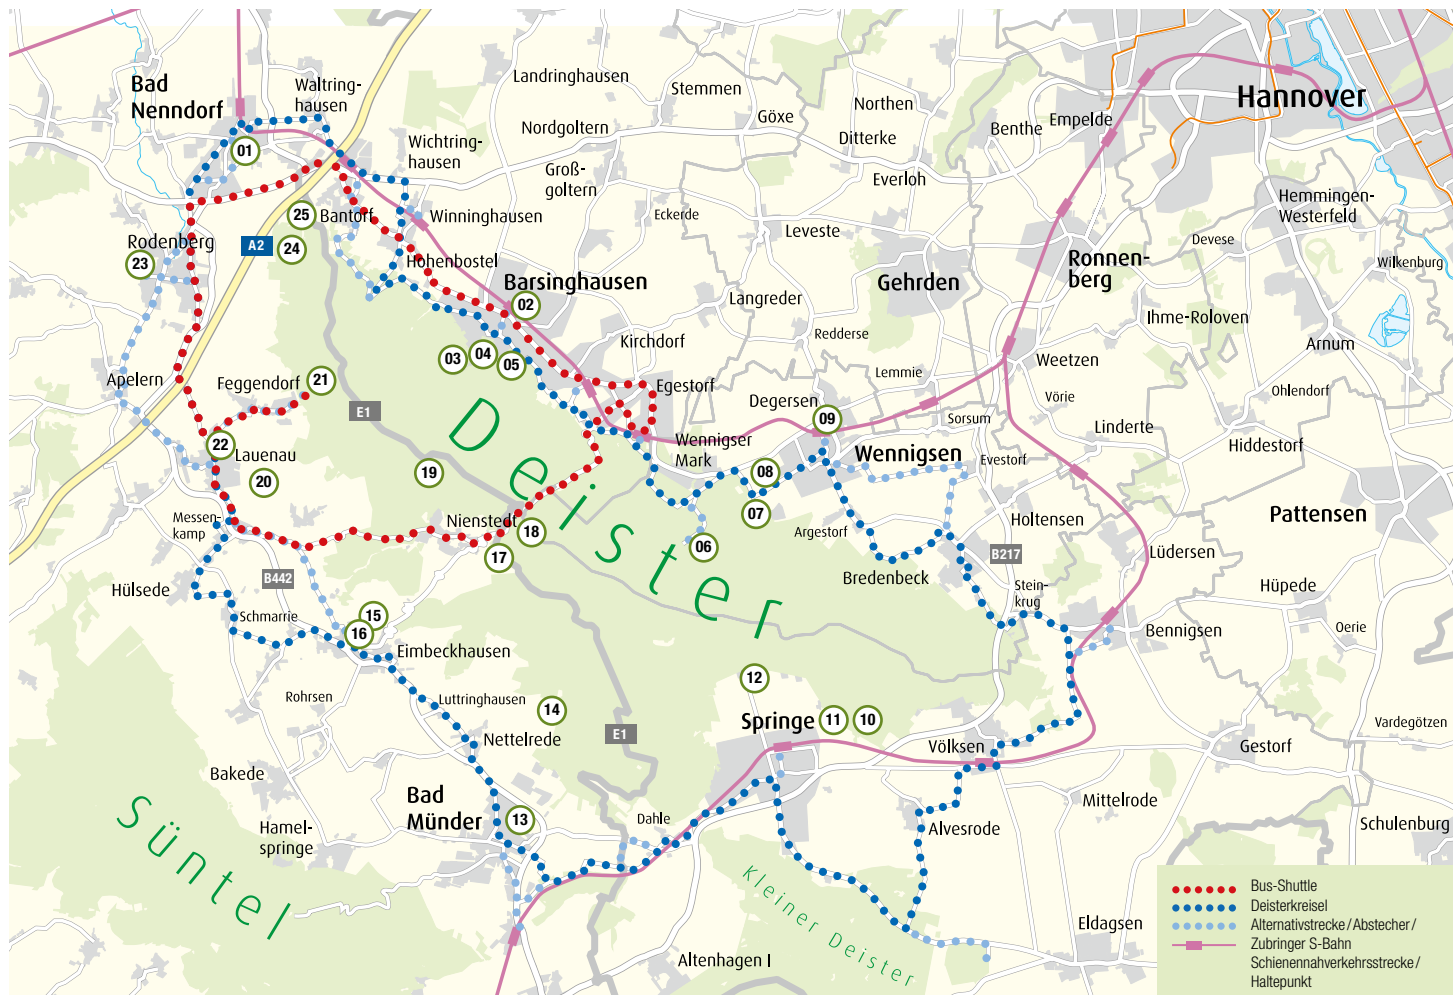 Bad
Nenndorf
Waltring-
hausen
Landringhausen
Stemmen
Göxe
Northen
Ditterke
Benthe
Empelde
Hannover
Wichtring-
hausen
Nordgoltern
Groß-
goltern
Everloh
Hemmingen-
Westerfeld
01
25
Bantorf
Winninghausen
Eckerde
Leveste
Devese
Wilkenburg
A2
24
Rodenberg
23
Hohenbostel
Barsinghausen
02
Gehrden
Ronnen-
berg
Langreder
Redderse
Ihme-Roloven
Arnum
Kirchdorf
03
04
05
Weetzen
Apelern
Feggendorf
21
Egestorf
Lemmie
Degersen
Vörie
Ohlendorf
E1
09
Sorsum
Linderte
Hiddestorf
22
Lauenau
20
19
Deister
Wennigser
Mark
08
Wennigsen
Evestorf
07
Messen-
kamp
Nienstedt
18
17
06
Argestorf
Holtensen
Pattensen
B217
Lüdersen
Hülsede
B442
Bredenbeck
Stein-
krug
Hüpede
Schmarrie
15
16
Eimbeckhausen
Bennigsen
Oerie
Rohrsen
Luttringhausen
14
12
Springe
11
10
Vardegötzen
E1
Nettelrede
Völksen
Gestorf
Bakede
Bad
Münder
13
Dahle
Mittelrode
Alvesrode
Schulenburg
Hamel-
springe
Süntel
Kleiner Deister
Altenhagen I
Eldagsen
Bus-Shuttle
Deisterkreisel
Alternativstrecke/Abstecher/
Zubringer S-Bahn
Schienennahverkehrsstrecke/
Haltepunkt